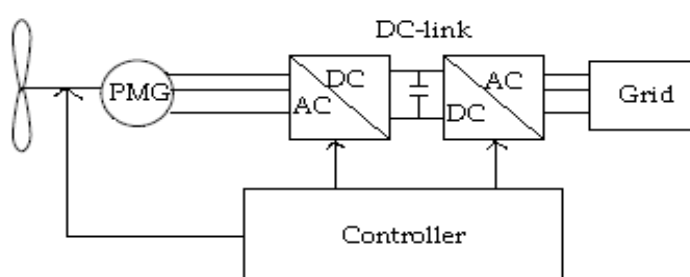 DC-link
PMG
DC
AC
AC
DC
Grid
Controller